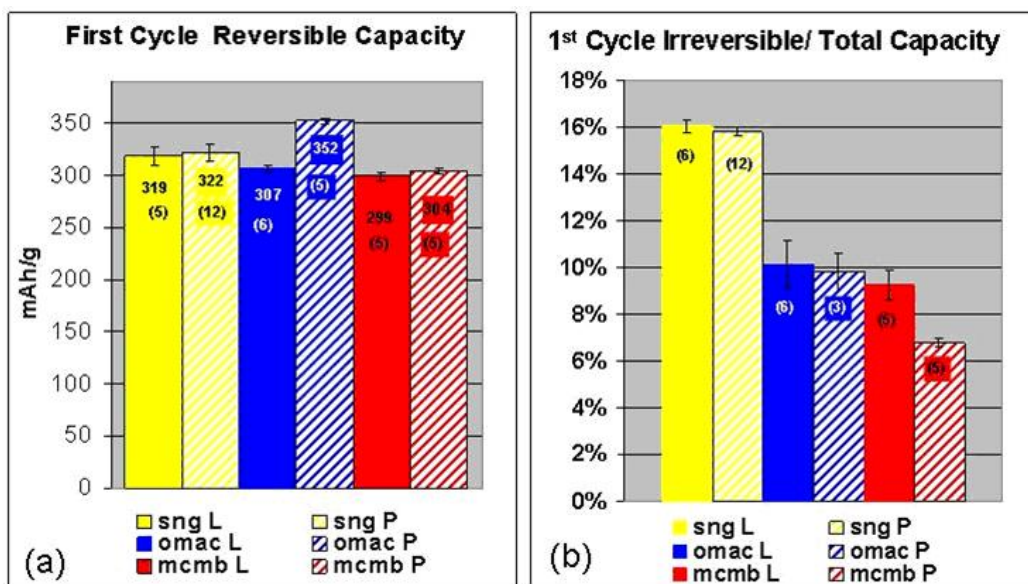 First Cycle Reversible Capacity
mAh/g
350
300
250
200
150
100
50
0
319
(5)
322
(12)
307
(6)
352
(5)
299
(5)
304
(5)
sng L
sng P
omac L
omac P
mcmb L
mcmb P
(a)
1st Cycle Irreversible/ Total Capacity
18%
16%
14%
12%
10%
8%
6%
4%
2%
0%
(6)
(12)
(6)
(3)
(5)
(5)
sng L
sng P
omac L
omac P
mcmb L
mcmb P
(b)